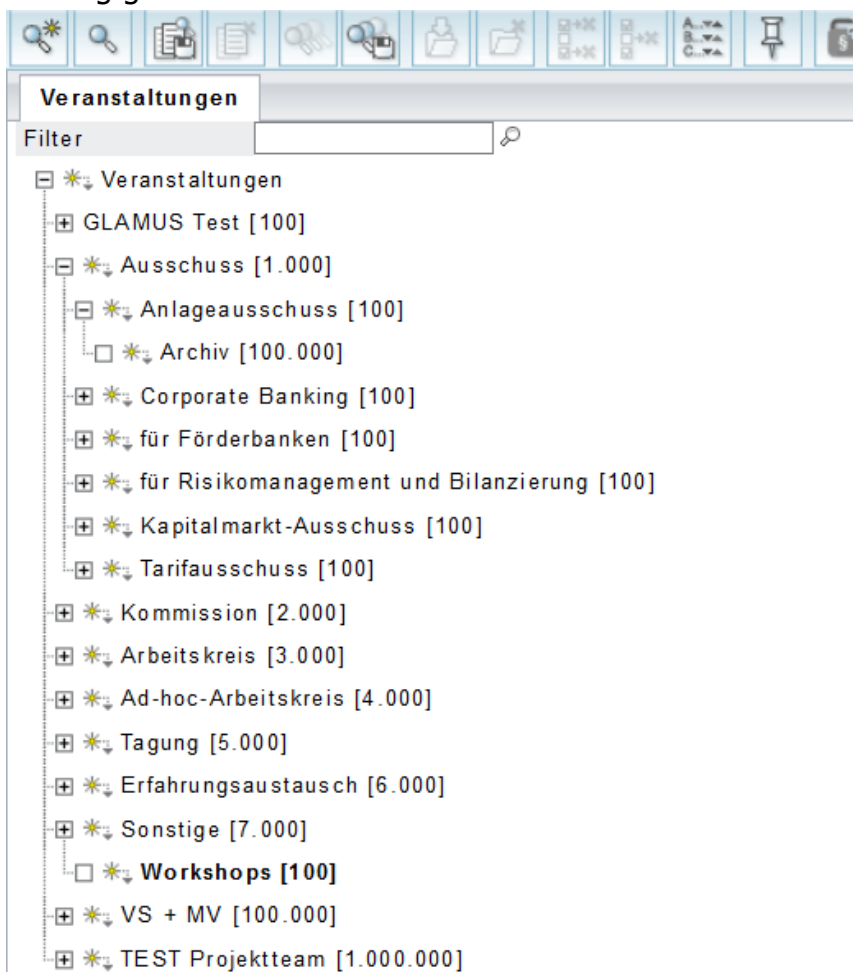 A...
B...
C...
§
Veranstaltungen
Filter
Veranstaltungen
GLAMUS Test [100]
Ausschuss [1.000]
Anlageausschuss [100]
Archiv [100.000]
Corporate Banking [100]
für Förderbanken [100]
für Risikomanagement und Bilanzierung [100]
Kapitalmarkt-Ausschuss [100]
Tarifausschuss [100]
Kommission [2.000]
Arbeitskreis [3.000]
Ad-hoc-Arbeitskreis [4.000]
Tagung [5.000]
Erfahrungsaustausch [6.000]
Sonstige [7.000]
Workshops [100]
VS + MV [100.000]
TEST Projektteam [1.000.000]